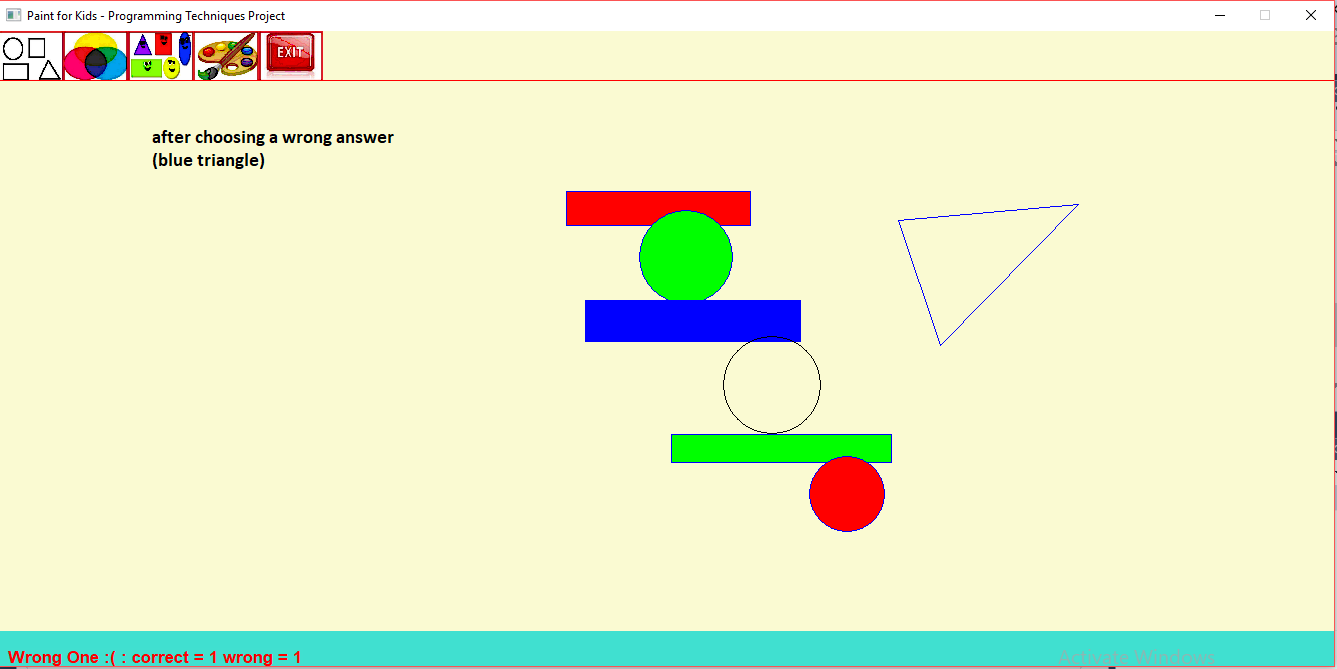 Paint for Kids - Programming Techniques Project
EXIT
after choosing a wrong answer
(blue triangle)
Wrong One :( : correct = 1 wrong = 1
Activate Windows